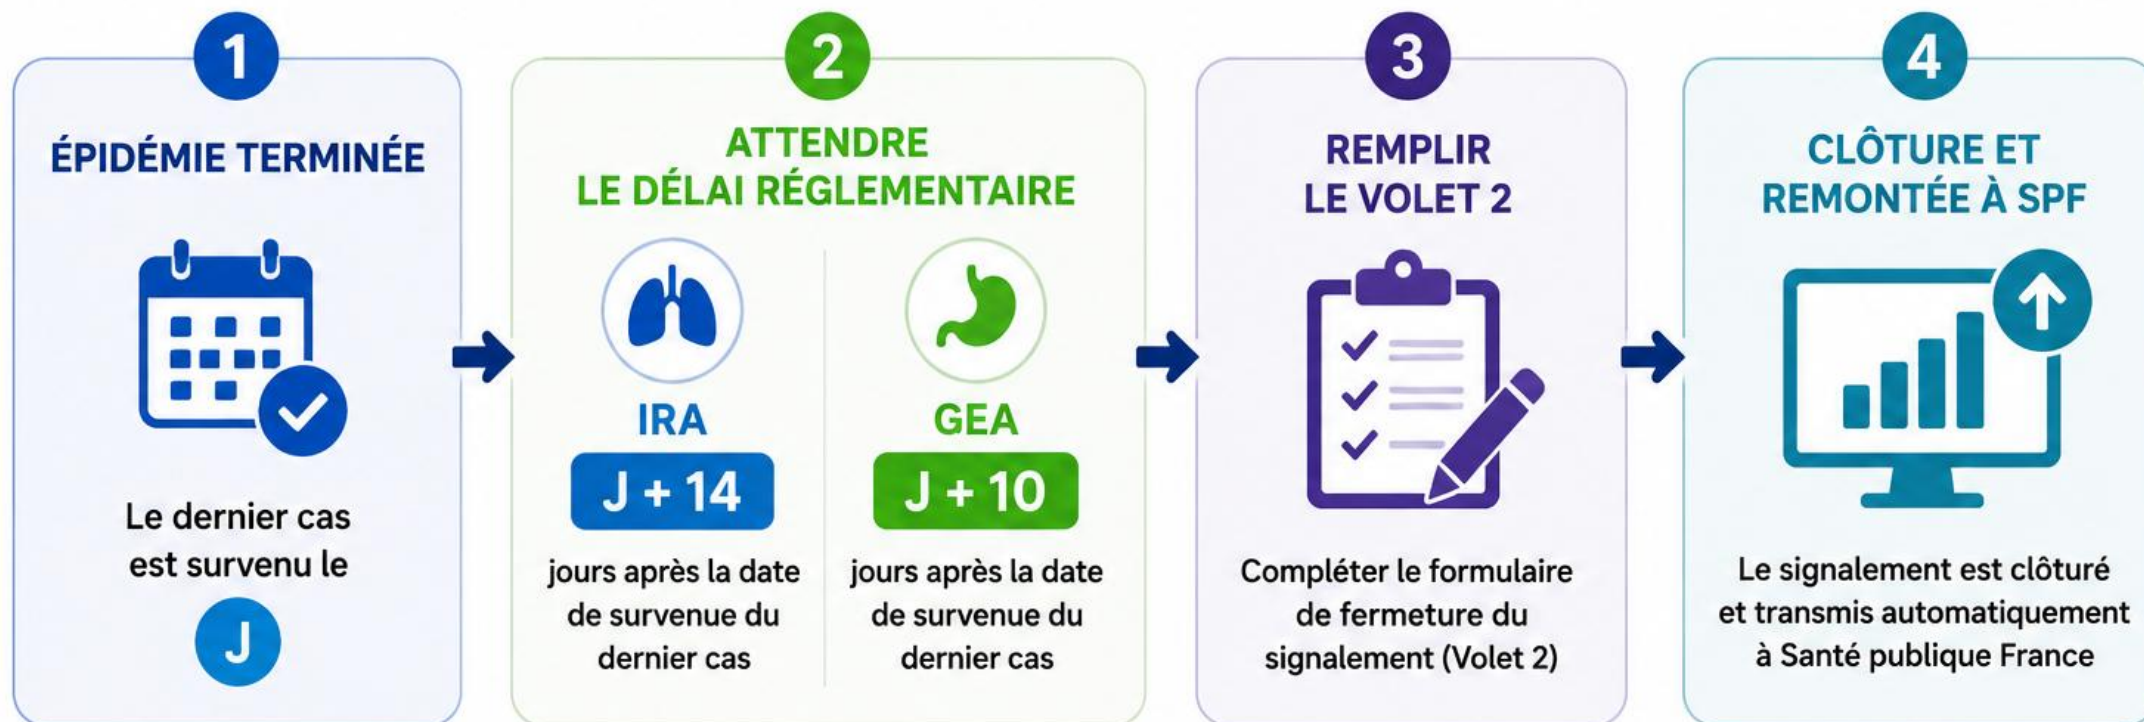 1
ÉPIDÉMIE TERMINÉE
Le dernier cas
est survenu le
J
2
ATTENDRE
LE DÉLAI RÉGLEMENTAIRE
IRA
J + 14
jours après la date
de survenue du
dernier cas
GEA
J + 10
jours après la date
de survenue du
dernier cas
3
REMPLIR
LE VOLET 2
Compléter le formulaire
de fermeture du
signalement (Volet 2)
4
CLÔTURE ET
REMONTÉE À SPF
Le signalement est clôturé
et transmis automatiquement
à Santé publique France